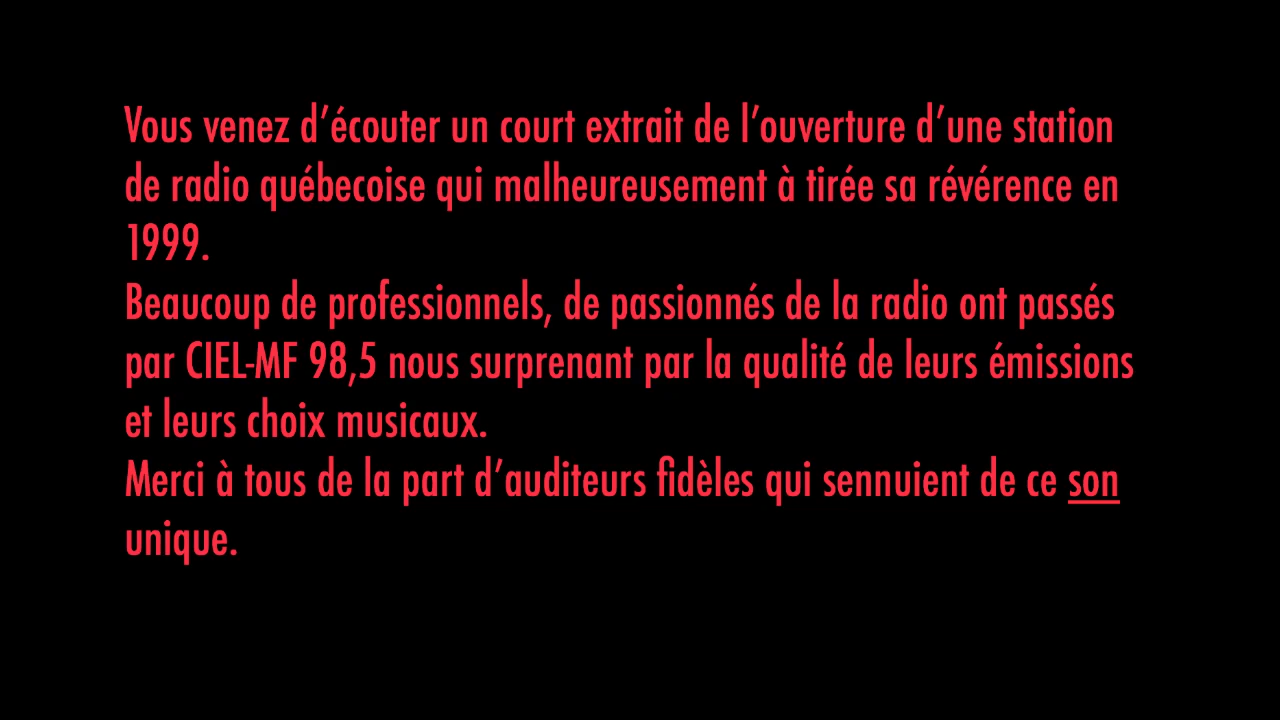 Vous venez d’écouter un court extrait de l’ouverture d’une station
de radio québecoise qui malheureusement à tirée sa révérence en
1999.
Beaucoup de professionnels, de passionnés de la radio ont passés
par CIEL-MF 98,5 nous surprenant par la qualité de leurs émissions
et leurs choix musicaux.
Merci à tous de la part d’auditeurs fidèles qui sennuient de ce son
unique.